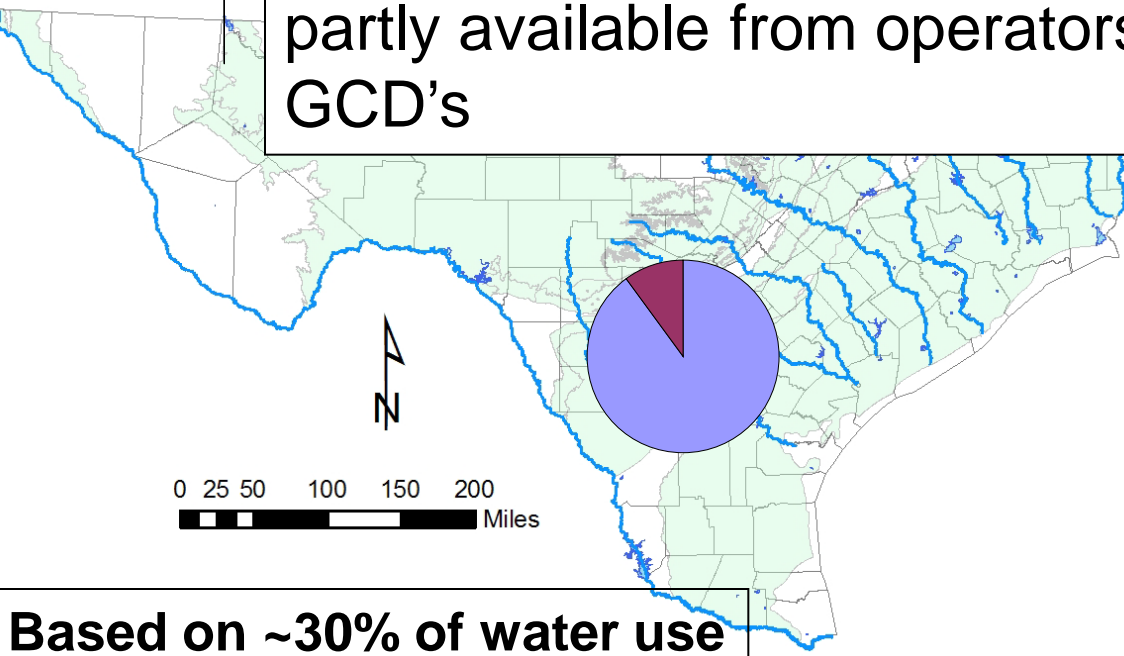 partly available from operators
GCD's
N
0 25 50 100 150 200
Miles
Based on ~30% of water use